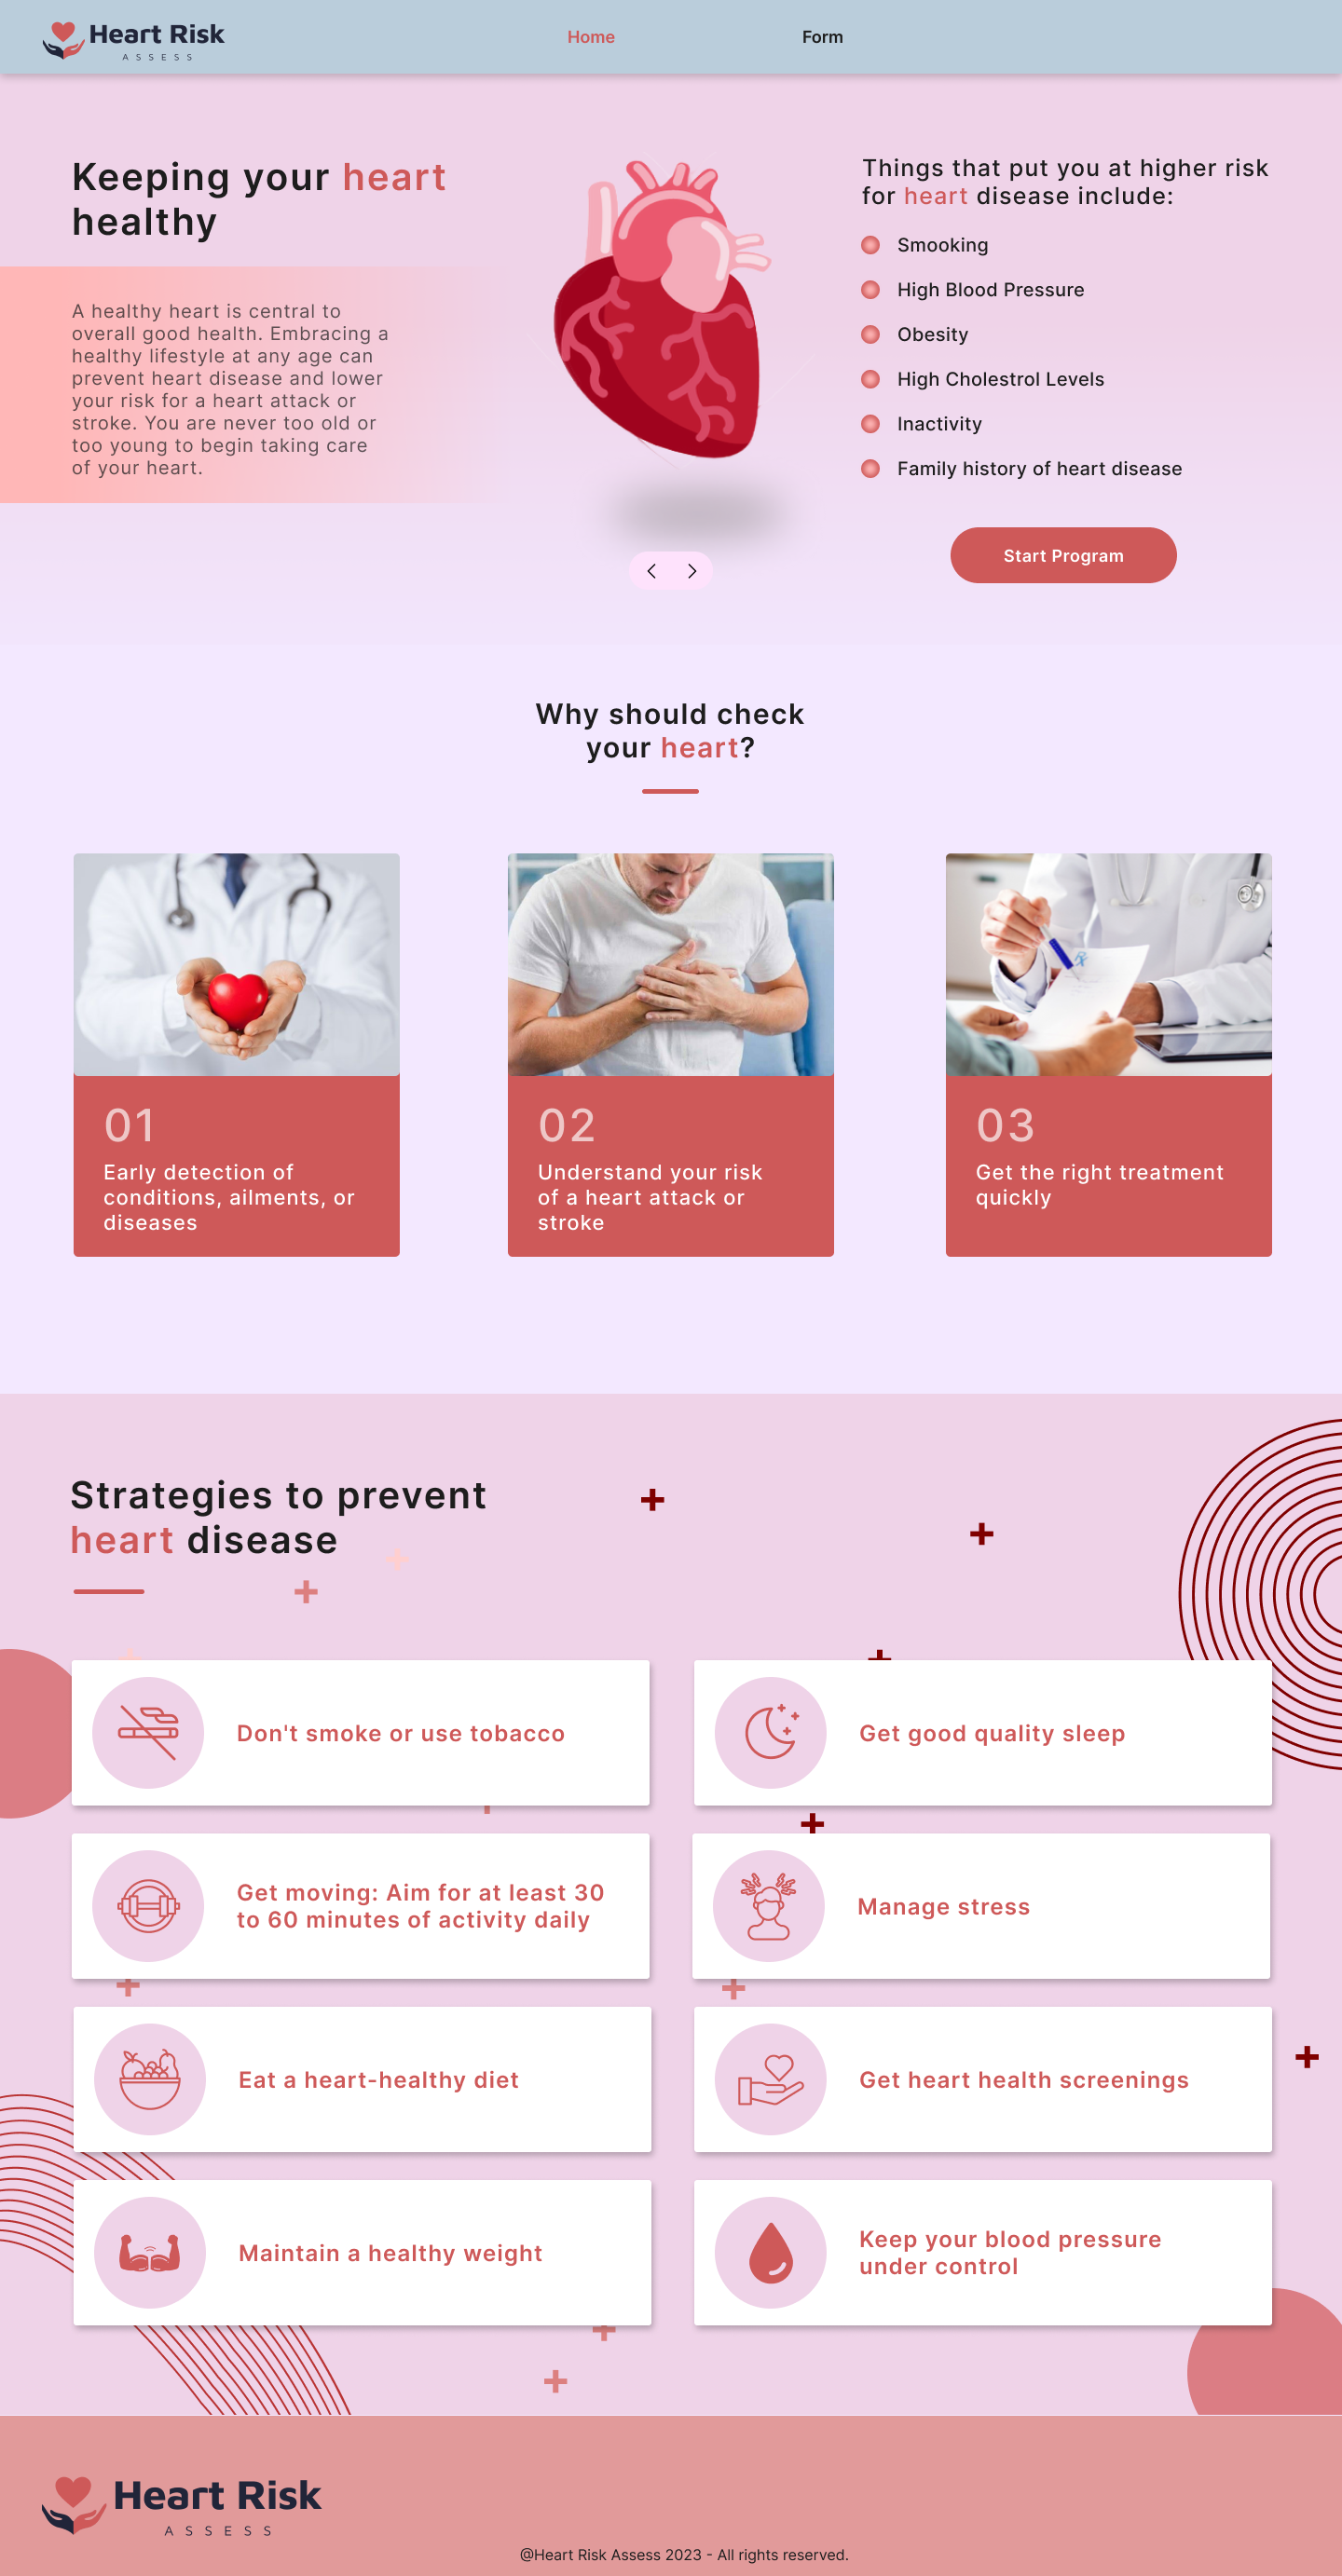 Heart Risk
ASSESS
Home
Form
Keeping your heart
healthy
A healthy heart is central to
overall good health. Embracing a
healthy lifestyle at any age can
prevent heart disease and lower
your risk for a heart attack or
stroke. You are never too old or
too young to begin taking care
of your heart.
Things that put you at higher risk
for heart disease include:
Smooking
High Blood Pressure
Obesity
High Cholestrol Levels
Inactivity
Family history of heart disease
Start Program
Why should check
your heart?
01
Early detection of
conditions, ailments, or
diseases
02
Understand your risk
of a heart attack or
stroke
03
Get the right treatment
quickly
Strategies to prevent
heart disease
Don't smoke or use tobacco
Get good quality sleep
Get moving: Aim for at least 30
to 60 minutes of activity daily
Manage stress
Eat a heart-healthy diet
Get heart health screenings
Maintain a healthy weight
Keep your blood pressure
under control
Heart Risk
ASSESS
@Heart Risk Assess 2023 - All rights reserved.